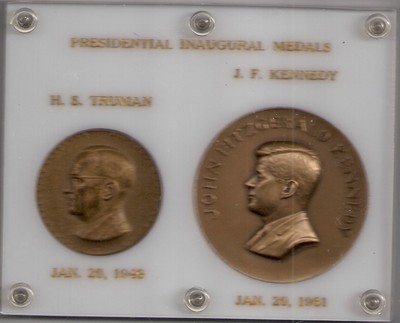 PRESIDENTIAL INAUGURAL MEDALS
J. F. KENNEDY
H. S. TRUMAN
JOHN FITZGERALD KENNEDY
JAN. 20, 1949
JAN. 20, 1961